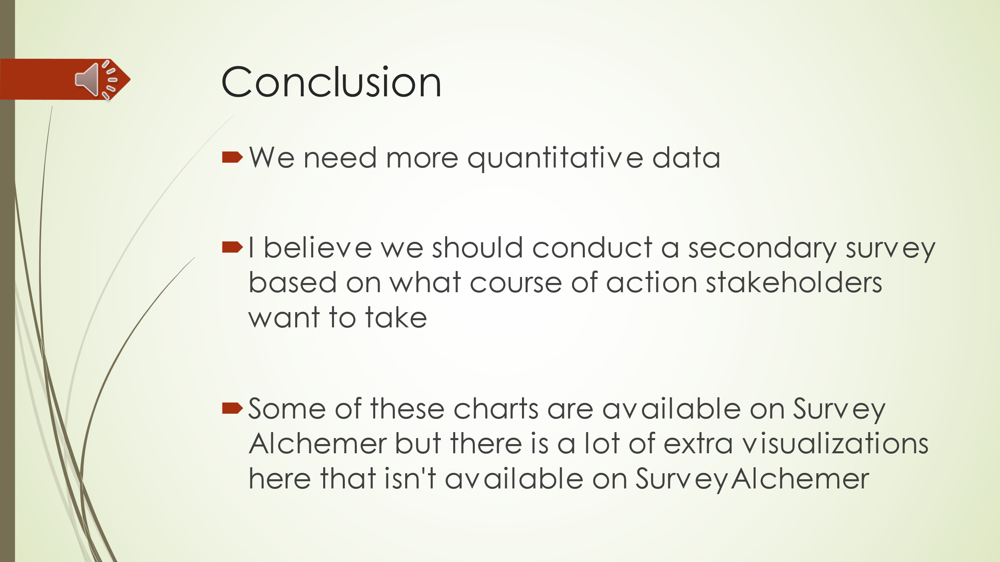 Conclusion
We need more quantitative data
I believe we should conduct a secondary survey
based on what course of action stakeholders
want to take
Some of these charts are available on Survey
Alchemer but there is a lot of extra visualizations
here that isn't available on SurveyAlchemer